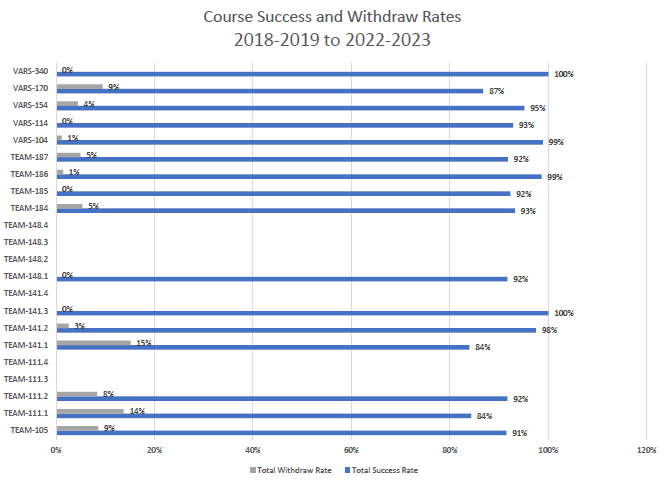 Course Success and Withdraw Rates
2018-2019 to 2022-2023
VARS-340 0% 100%
VARS-170 9% 87%
VARS-154 4% 95%
VARS-114 0% 93%
VARS-104 1% 99%
TEAM-187 5% 92%
TEAM-186 1% 99%
TEAM-185 0% 92%
TEAM-184 5% 93%
TEAM-148.4
TEAM-148.3
TEAM-148.2
TEAM-148.1 0% 92%
TEAM-141.4
TEAM-141.3 0% 100%
TEAM-141.2 3% 98%
TEAM-141.1 15% 84%
TEAM-111.4
TEAM-111.3
TEAM-111.2 8% 92%
TEAM-111.1 14% 84%
TEAM-105 9% 91%
0% 20% 40% 60% 80% 100% 120%
Total Withdraw Rate Total Success Rate